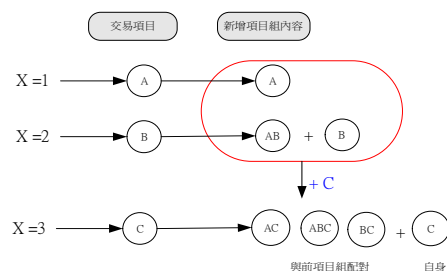 交易項目 新增項目組內容
X =1 A A
X =2 B AB + B
+ C
X =3 C AC ABC BC + C
與前項目組配對 自身